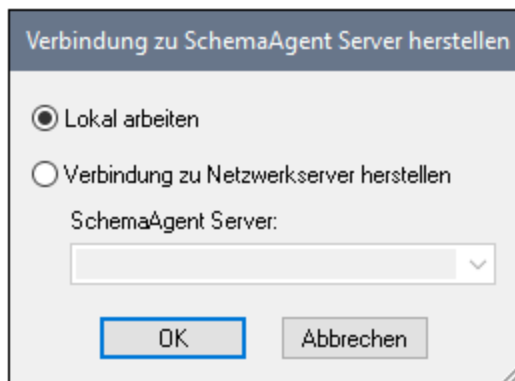 Verbindung zu SchemaAgent Server herstellen
Lokal arbeiten
Verbindung zu Netzwerkserver herstellen
SchemaAgent Server:
OK Abbrechen